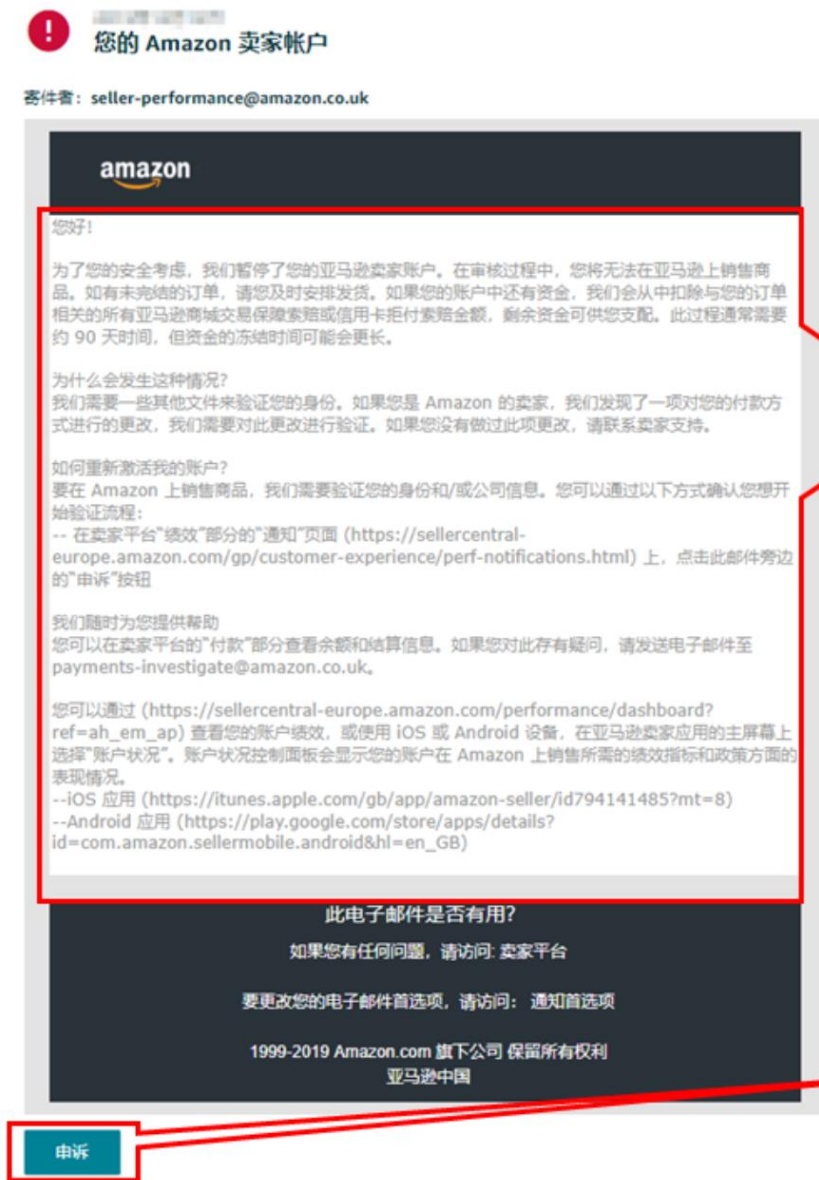 您的 Amazon 卖家帐户
寄件者：seller-performance@amazon.co.uk
amazon
您好！
为了您的安全考虑，我们暂停了您的亚马逊卖家账户。在审核过程中，您将无法在亚马逊上销售商
品。如有未完结的订单，请您及时安排发货。如果您的账户中还有资金，我们会从中扣除与您的订单
相关的所有亚马逊商城交易保障索赔或信用卡拒付索赔金额，剩余资金可供您支配。此过程通常需要
约 90 天时间，但资金的冻结时间可能会更长。
为什么会发生这种情况？
我们需要一些其他文件来验证您的身份。如果您是 Amazon 的卖家，我们发现了一项对您的付款方
式进行的更改，我们需要对此更改进行验证。如果您没有做过此项更改，请联系卖家支持。
如何重新激活我的账户？
要在 Amazon 上销售商品，我们需要验证您的身份和/或公司信息。您可以通过以下方式确认您想开
始验证流程：
-- 在卖家平台“绩效”部分的“通知”页面 (https://sellercentral-
europe.amazon.com/gp/customer-experience/perf-notifications.html) 上，点击此邮件旁边
的“申诉”按钮
我们随时为您提供帮助
您可以在卖家平台的“付款”部分查看余额和结算信息。如果您对此存有疑问，请发送电子邮件至
payments-investigate@amazon.co.uk。
您可以通过 (https://sellercentral-europe.amazon.com/performance/dashboard?
ref=ah_em_ap) 查看您的账户绩效，或使用 iOS 或 Android 设备，在亚马逊卖家应用的主屏幕上
选择“账户状况”。账户状况控制面板会显示您的账户在 Amazon 上销售所需的绩效指标和政策方面的
表现情况。
--iOS 应用 (https://itunes.apple.com/gb/app/amazon-seller/id794141485?mt=8)
--Android 应用 (https://play.google.com/store/apps/details?
id=com.amazon.sellermobile.android&hl=en_GB)
此电子邮件是否有用?
如果您有任何问题，请访问: 卖家平台
要更改您的电子邮件首选项，请访问： 通知首选项
1999-2019 Amazon.com 旗下公司 保留所有权利
亚马逊中国
申诉